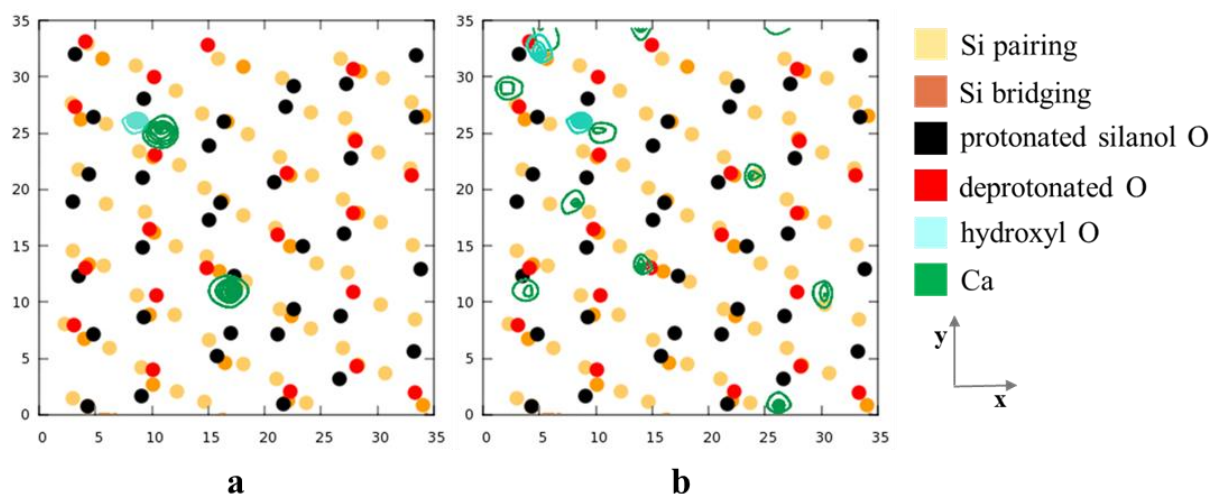 35 35
30 30
25 25
20 20
15 15
10 10
5 5
0 0
0 5 10 15 20 25 30 35 0 5 10 15 20 25 30 35
a b
Si pairing
Si bridging
protonated silanol O
deprotonated O
hydroxyl O
Ca
y
x